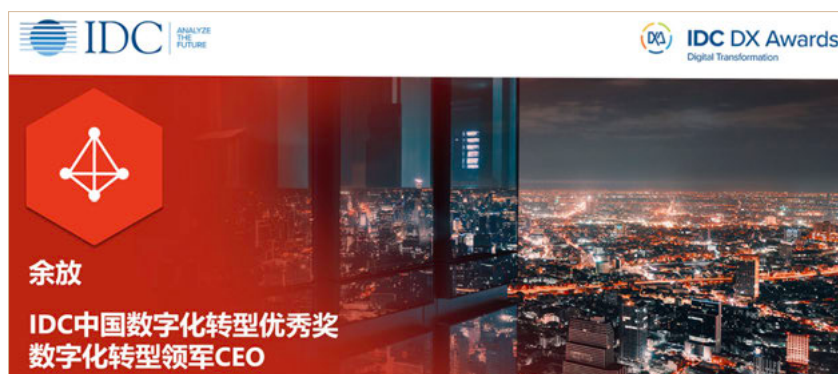 IDC
ANALYZE
THE
FUTURE
IDC DX Awards
Digital Transformation
余放
IDC中国数字化转型优秀奖
数字化转型领军CEO